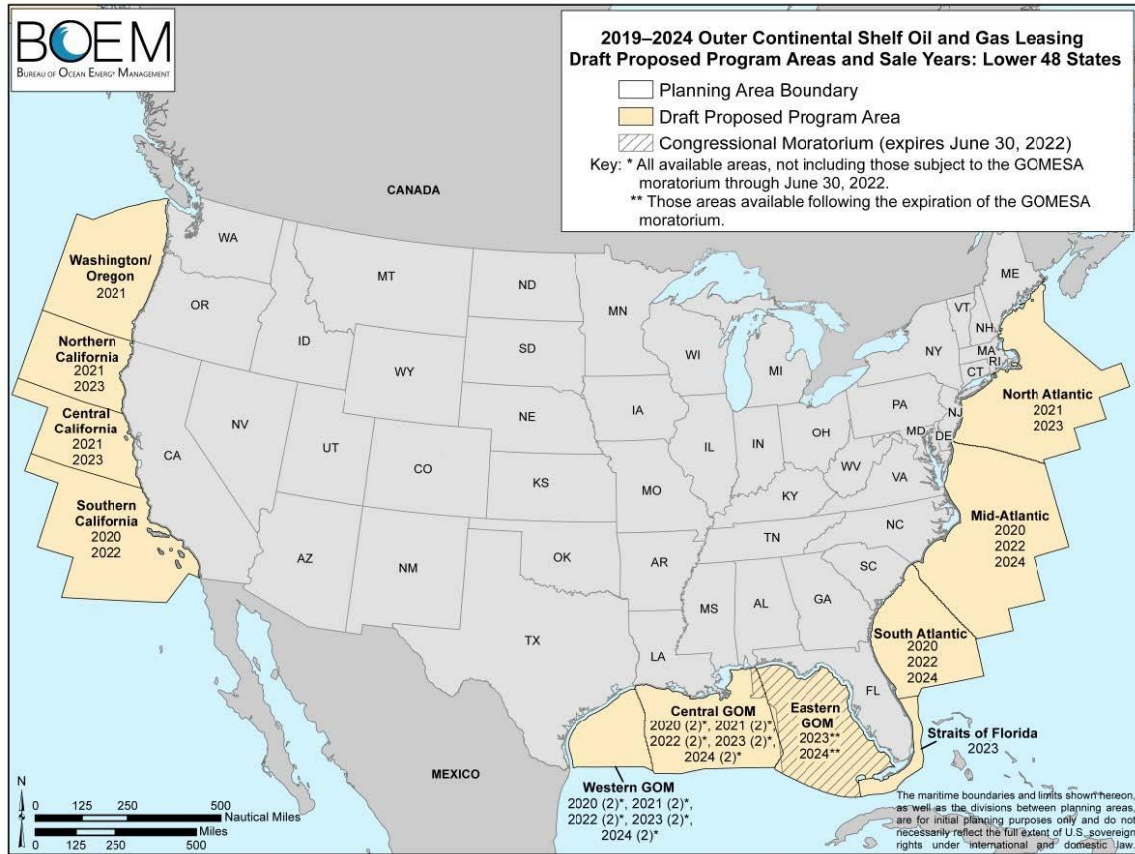 BOEM
BUREAU OF OCEAN ENERGY MANAGEMENT
2019–2024 Outer Continental Shelf Oil and Gas Leasing
Draft Proposed Program Areas and Sale Years: Lower 48 States
Planning Area Boundary
Draft Proposed Program Area
Congressional Moratorium (expires June 30, 2022)
Key: * All available areas, not including those subject to the GOMESA
moratorium through June 30, 2022.
** Those areas available following the expiration of the GOMESA
moratorium.
CANADA
Washington/
Oregon
2021
Northern
California
2021
2023
Central
California
2021
2023
Southern
California
2020
2022
WA
OR
CA
NV
ID
MT
WY
UT
AZ
CO
NM
ND
SD
NE
KS
OK
TX
MN
IA
MO
AR
LA
WI
IL
MI
IN
OH
KY
TN
MS
AL
GA
FL
SC
NC
VA
WV
PA
NY
MD
DE
NJ
CT
RI
MA
VT
NH
ME
North Atlantic
2021
2023
Mid-Atlantic
2020
2022
2024
South Atlantic
2020
2022
2024
Straits of Florida
2023
Eastern
GOM
2023**
2024**
Central GOM
2020 (2)*, 2021 (2)*,
2022 (2)*, 2023 (2)*,
2024 (2)*
Western GOM
2020 (2)*, 2021 (2)*,
2022 (2)*, 2023 (2)*,
2024 (2)*
MEXICO
N
0 125 250 500
Nautical Miles
Miles
0 125 250 500
The maritime boundaries and limits shown hereon,
as well as the divisions between planning areas,
are for initial planning purposes only and do not
necessarily reflect the full extent of U.S. sovereign
rights under international and domestic law.